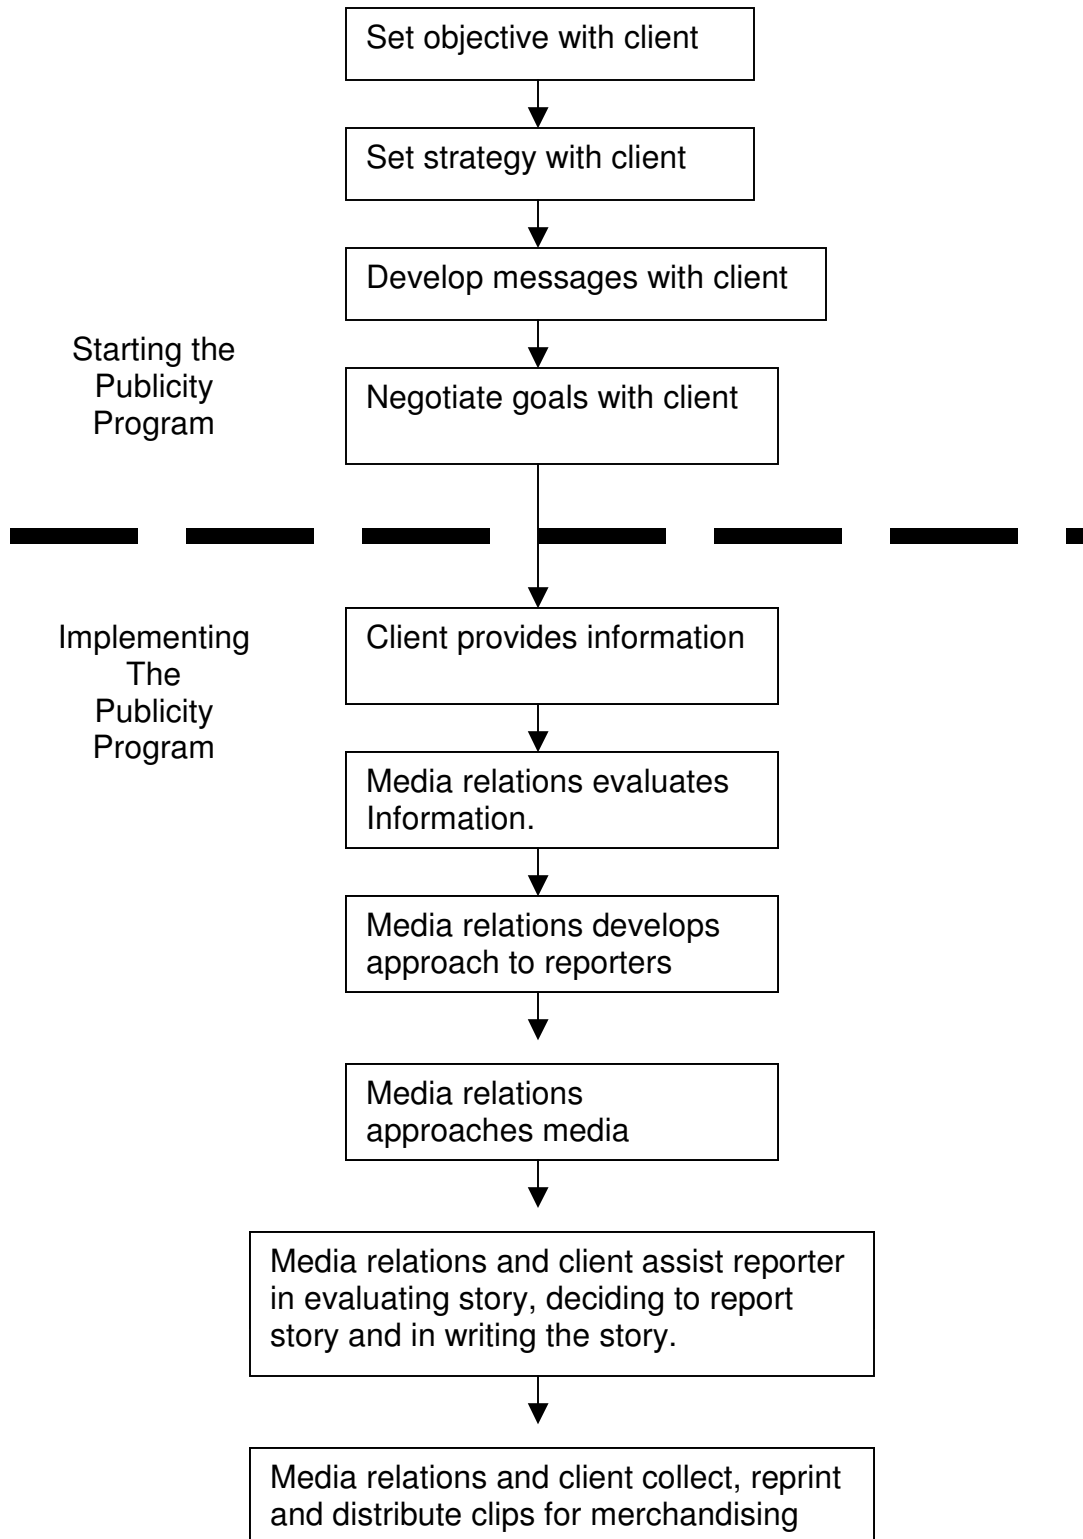 Set objective with client
Set strategy with client
Develop messages with client
Starting the
Publicity
Program
Negotiate goals with client
Implementing
The
Publicity
Program
Client provides information
Media relations evaluates
Information.
Media relations develops
approach to reporters
Media relations
approaches media
Media relations and client assist reporter
in evaluating story, deciding to report
story and in writing the story.
Media relations and client collect, reprint
and distribute clips for merchandising